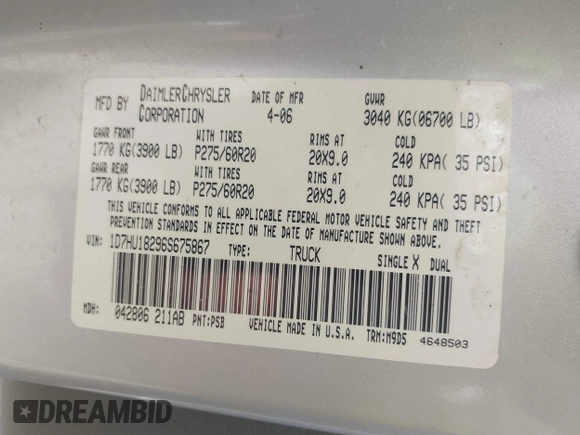 MFD BY DAIMLERCHRYSLER CORPORATION DATE OF MFR 4-06 GVWR 3040 KG(06700 LB)
GAWR FRONT WITH TIRES RIMS AT COLD
1770 KG(3900 LB) P275/60R20 20X9.0 240 KPA( 35 PSI)
GAWR REAR WITH TIRES RIMS AT COLD
1770 KG(3900 LB) P275/60R20 20X9.0 240 KPA( 35 PSI)
THIS VEHICLE CONFORMS TO ALL APPLICABLE FEDERAL MOTOR VEHICLE SAFETY AND THEFT
PREVENTION STANDARDS IN EFFECT ON THE DATE OF MANUFACTURE SHOWN ABOVE.
VIN: 1D7HU18296S675867 TYPE: TRUCK SINGLE X DUAL
MDH: 042806 211AB PNT:PSB VEHICLE MADE IN U.S.A. TRM:M9D5 4648503
DREAMBID